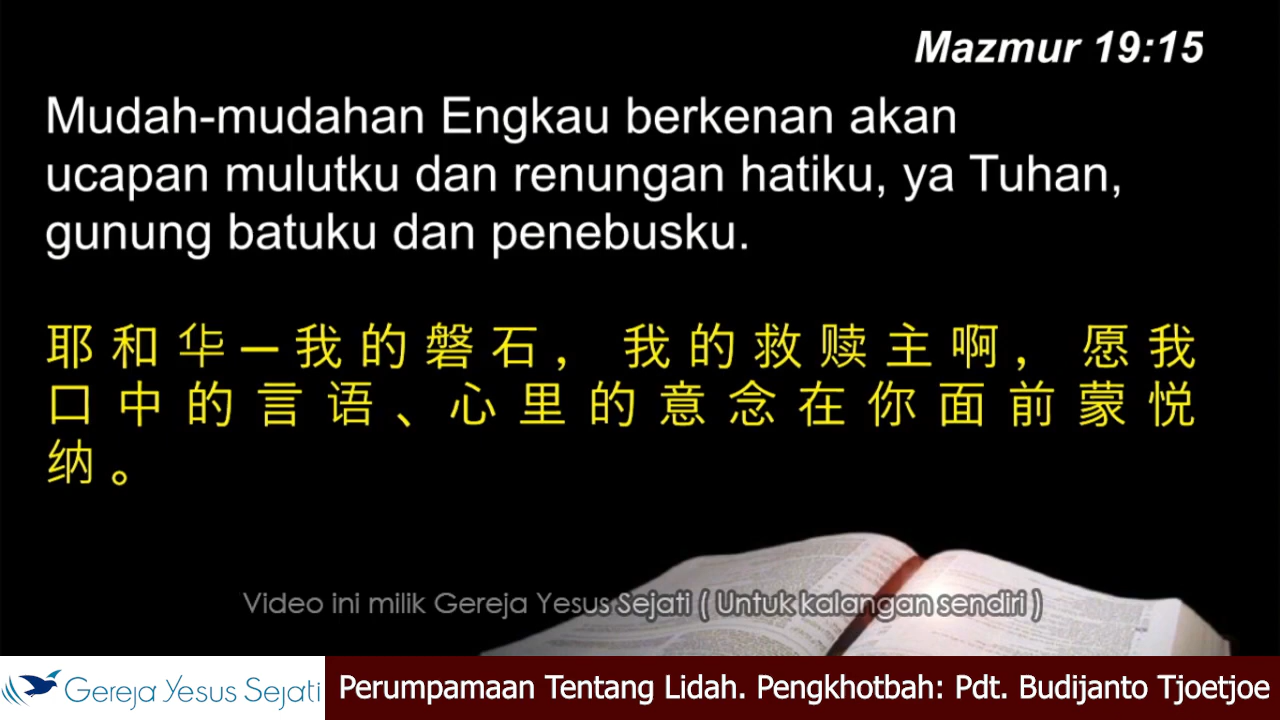 Mazmur 19:15
Mudah-mudahan Engkau berkenan akan
ucapan mulutku dan renungan hatiku, ya Tuhan,
gunung batuku dan penebusku.
耶和华─我的磐石，我的救赎主啊，愿我
口中的言语、心里的意念在你面前蒙悦
纳。
Video ini milik Gereja Yesus Sejati ( Untuk kalangan sendiri )
Gereja Yesus Sejati
Perumpamaan Tentang Lidah. Pengkhotbah: Pdt. Budijanto Tjoetjoe